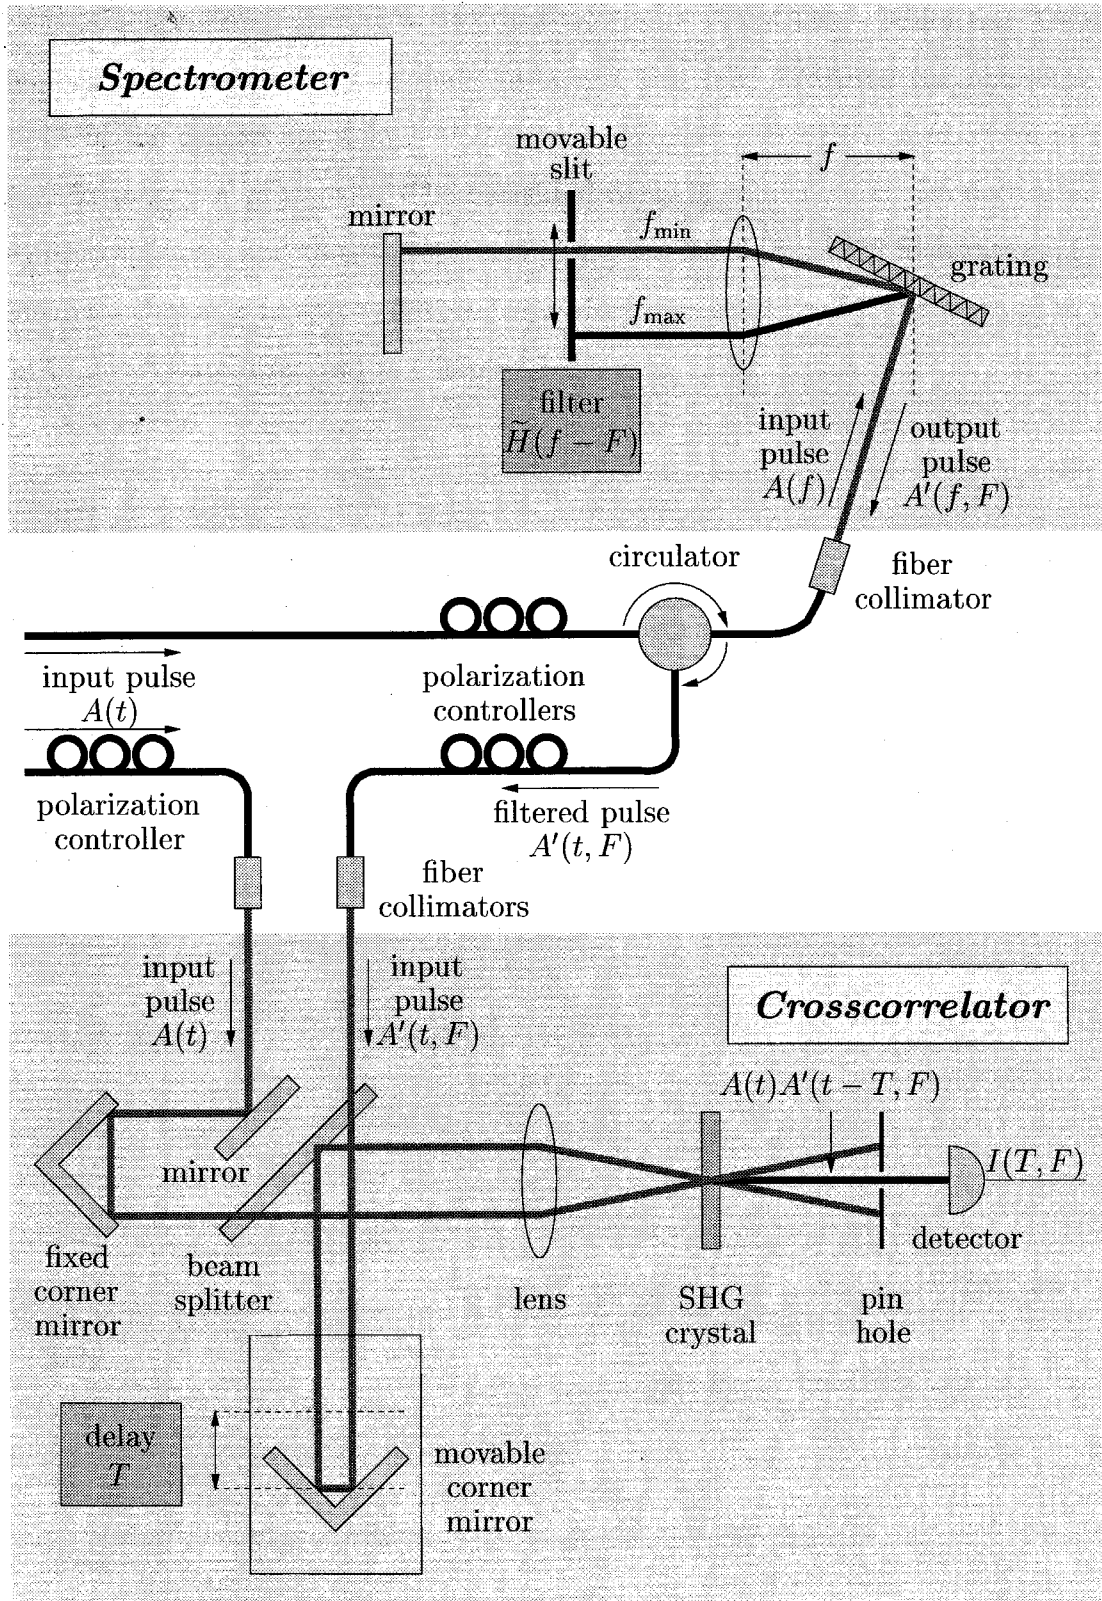 Spectrometer
movable
slit
f
mirror
f_min
grating
f_max
filter
H̃(f − F)
input
pulse
A(f)
output
pulse
A′(f, F)
circulator
fiber
collimator
input pulse
A(t)
polarization
controllers
polarization
controller
filtered pulse
A′(t, F)
fiber
collimators
input
pulse
A(t)
input
pulse
A′(t, F)
Crosscorrelator
A(t)A′(t − T, F)
mirror
I(T, F)
detector
fixed
corner
mirror
beam
splitter
lens
SHG
crystal
pin
hole
delay
T
movable
corner
mirror